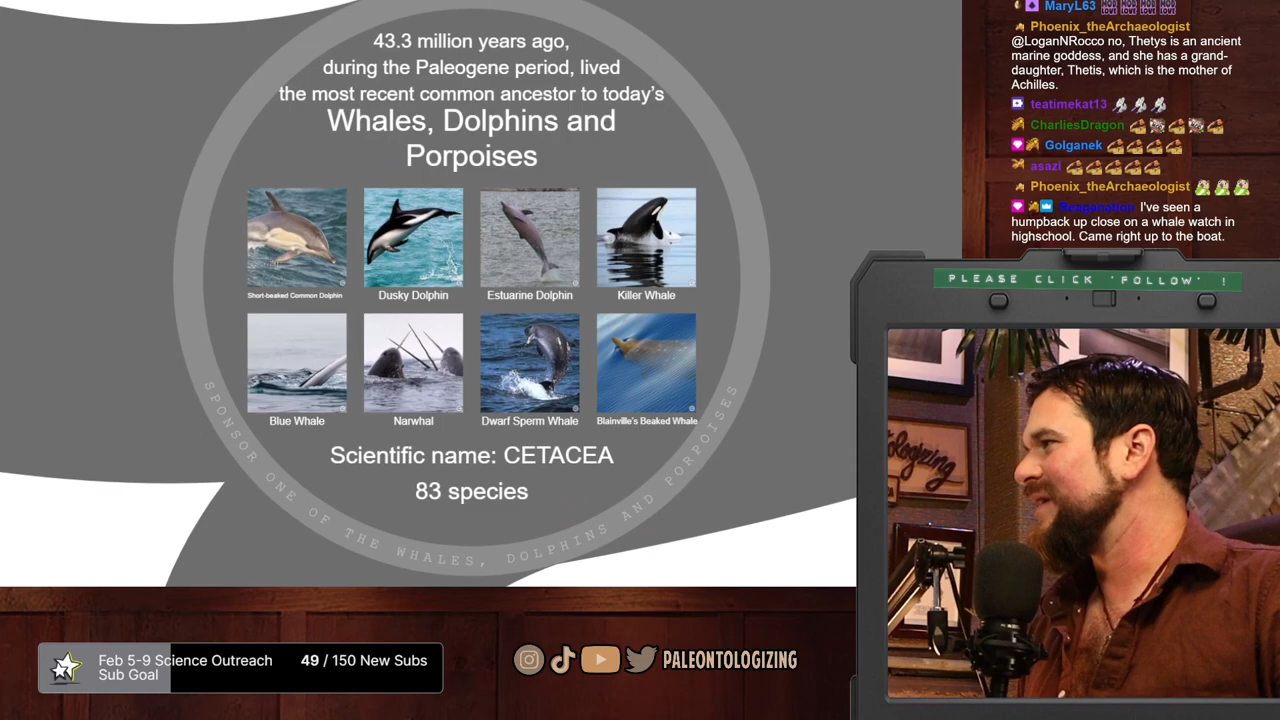 43.3 million years ago,
during the Paleogene period, lived
the most recent common ancestor to today's
Whales, Dolphins and
Porpoises
Short-beaked Common Dolphin
Dusky Dolphin
Estuarine Dolphin
Killer Whale
Blue Whale
Narwhal
Dwarf Sperm Whale
Blainville's Beaked Whale
Scientific name: CETACEA
83 species
SPONSOR ONE OF THE WHALES, DOLPHINS AND PORPOISES
MaryL63
Phoenix_theArchaeologist
@LoganNRocco no, Thetys is an ancient
marine goddess, and she has a grand-
daughter, Thetis, which is the mother of
Achilles.
teatimekat13
CharliesDragon
Golganek
asazi
Phoenix_theArchaeologist
Reaganation I've seen a
humpback up close on a whale watch in
highschool. Came right up to the boat.
PLEASE CLICK 'FOLLOW' !
Feb 5-9 Science Outreach
Sub Goal
49 / 150 New Subs
PALEONTOLOGIZING